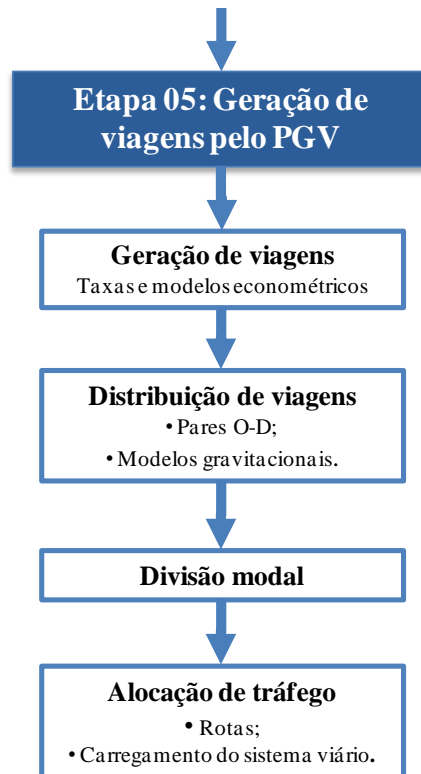 Etapa 05: Geração de
viagens pelo PGV
Geração de viagens
Taxas e modelos econométricos
Distribuição de viagens
• Pares O-D;
• Modelos gravitacionais.
Divisão modal
Alocação de tráfego
• Rotas;
• Carregamento do sistema viário.